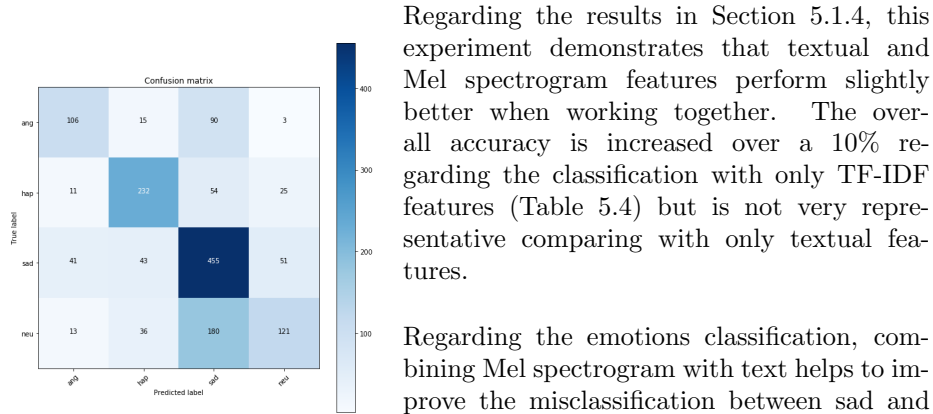 Confusion matrix
400
300
200
100
True label
ang
hap
sad
neu
106 15 90 3
11 232 54 25
41 43 455 51
13 36 180 121
ang hap sad neu
Predicted label
Regarding the results in Section 5.1.4, this
experiment demonstrates that textual and
Mel spectrogram features perform slightly
better when working together. The over-
all accuracy is increased over a 10% re-
garding the classification with only TF-IDF
features (Table 5.4) but is not very repre-
sentative comparing with only textual fea-
tures.
Regarding the emotions classification, com-
bining Mel spectrogram with text helps to im-
prove the misclassification between sad and